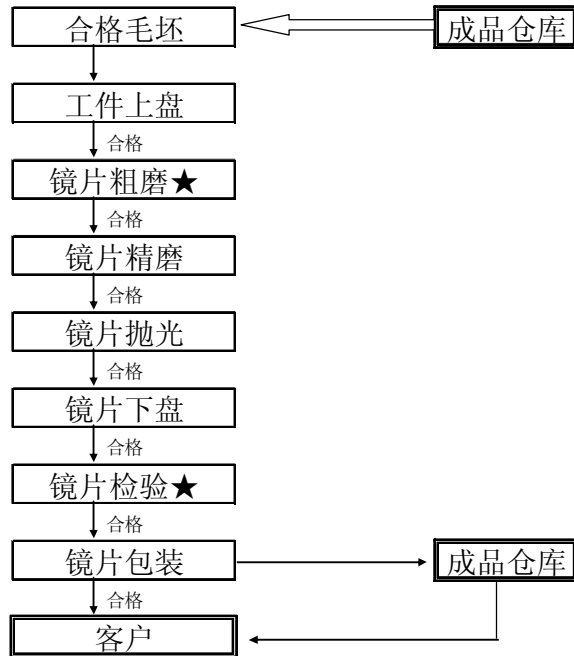 合格毛坯
成品仓库
工件上盘
合格
镜片粗磨★
合格
镜片精磨
合格
镜片抛光
合格
镜片下盘
合格
镜片检验★
合格
镜片包装
成品仓库
合格
客户